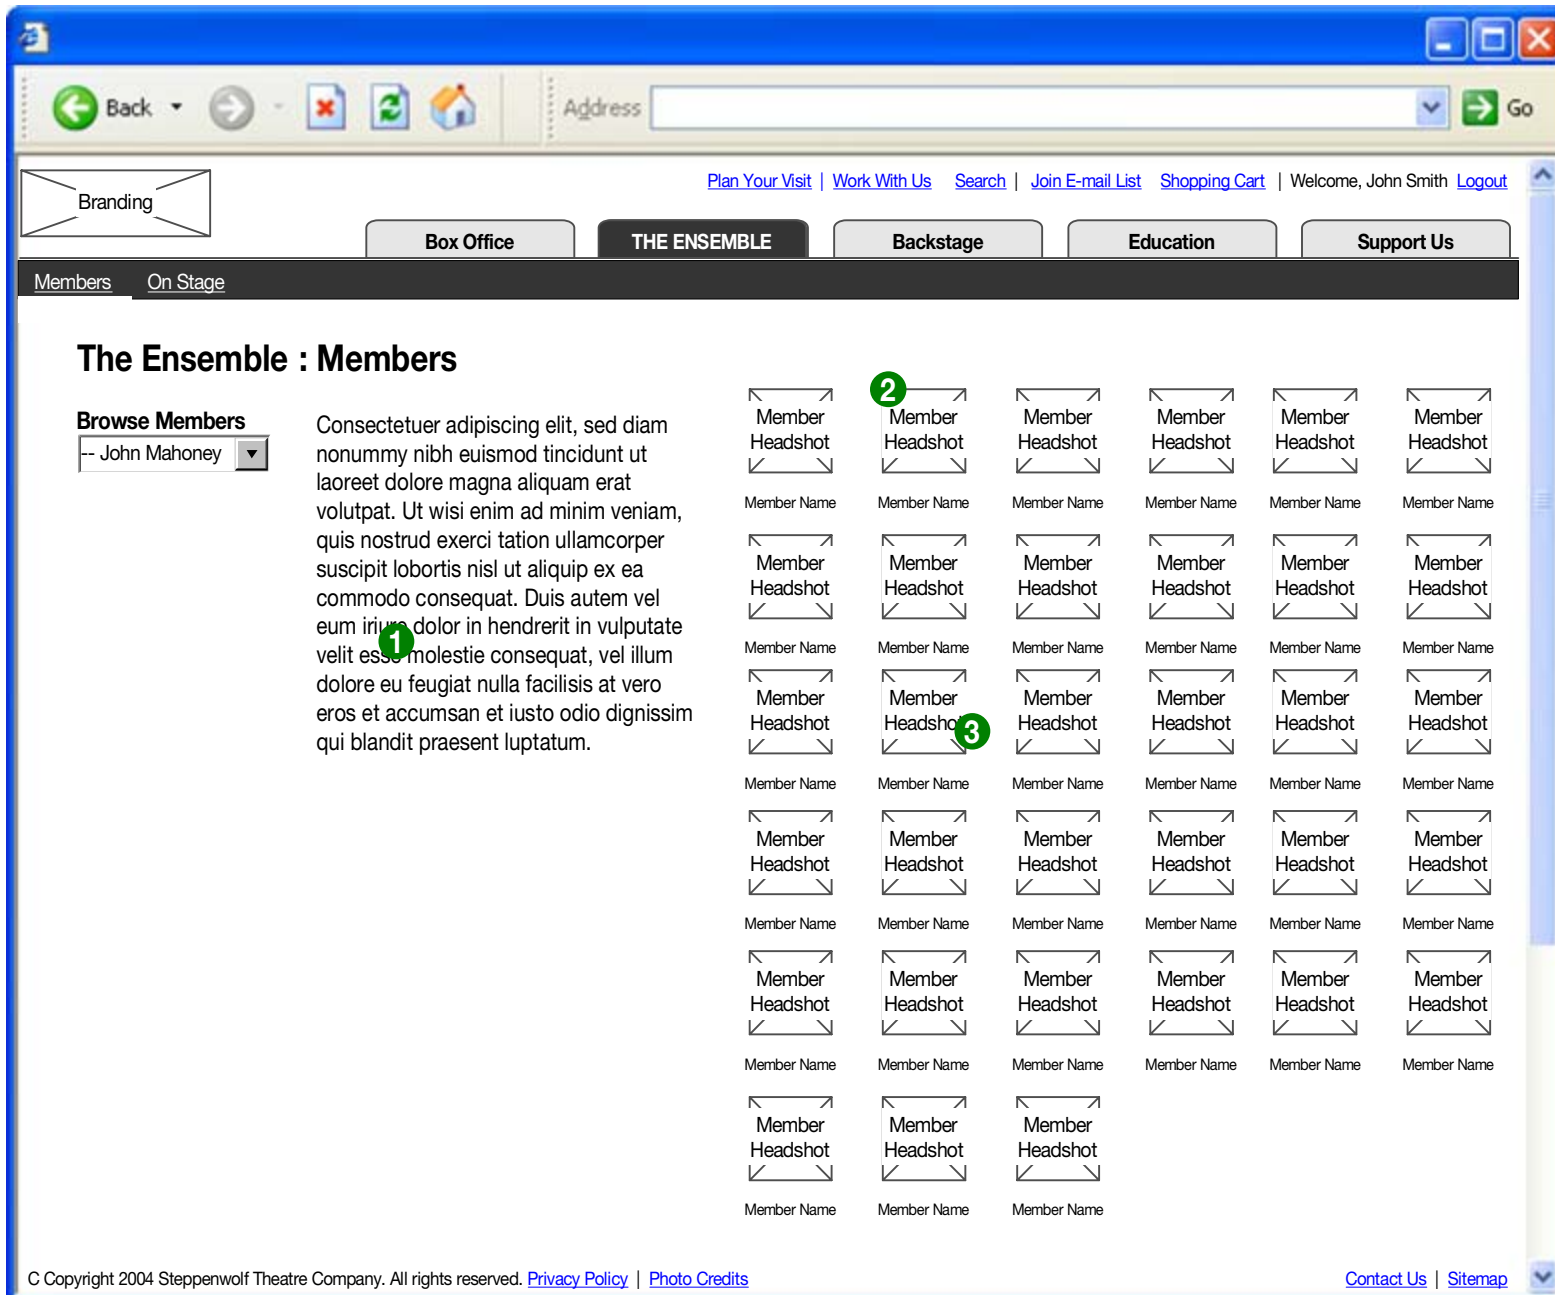 Back
Address
Go
Branding
Plan Your Visit | Work With Us Search | Join E-mail List Shopping Cart | Welcome, John Smith Logout
Box Office THE ENSEMBLE Backstage Education Support Us
Members On Stage
The Ensemble : Members
Browse Members
-- John Mahoney
Consectetuer adipiscing elit, sed diam
nonummy nibh euismod tincidunt ut
laoreet dolore magna aliquam erat
volutpat. Ut wisi enim ad minim veniam,
quis nostrud exerci tation ullamcorper
suscipit lobortis nisl ut aliquip ex ea
commodo consequat. Duis autem vel
eum iriure dolor in hendrerit in vulputate
1
velit esse molestie consequat, vel illum
dolore eu feugiat nulla facilisis at vero
eros et accumsan et iusto odio dignissim
qui blandit praesent luptatum.
2
Member Member Member Member Member Member
Headshot Headshot Headshot Headshot Headshot Headshot
Member Name Member Name Member Name Member Name Member Name Member Name
Member Member Member Member Member Member
Headshot Headshot Headshot Headshot Headshot Headshot
Member Name Member Name Member Name Member Name Member Name Member Name
Member Member Member Member Member Member
Headshot Headshot 3 Headshot Headshot Headshot Headshot
Member Name Member Name Member Name Member Name Member Name Member Name
Member Member Member Member Member Member
Headshot Headshot Headshot Headshot Headshot Headshot
Member Name Member Name Member Name Member Name Member Name Member Name
Member Member Member Member Member Member
Headshot Headshot Headshot Headshot Headshot Headshot
Member Name Member Name Member Name Member Name Member Name Member Name
Member Member Member
Headshot Headshot Headshot
Member Name Member Name Member Name
C Copyright 2004 Steppenwolf Theatre Company. All rights reserved. Privacy Policy | Photo Credits
Contact Us | Sitemap